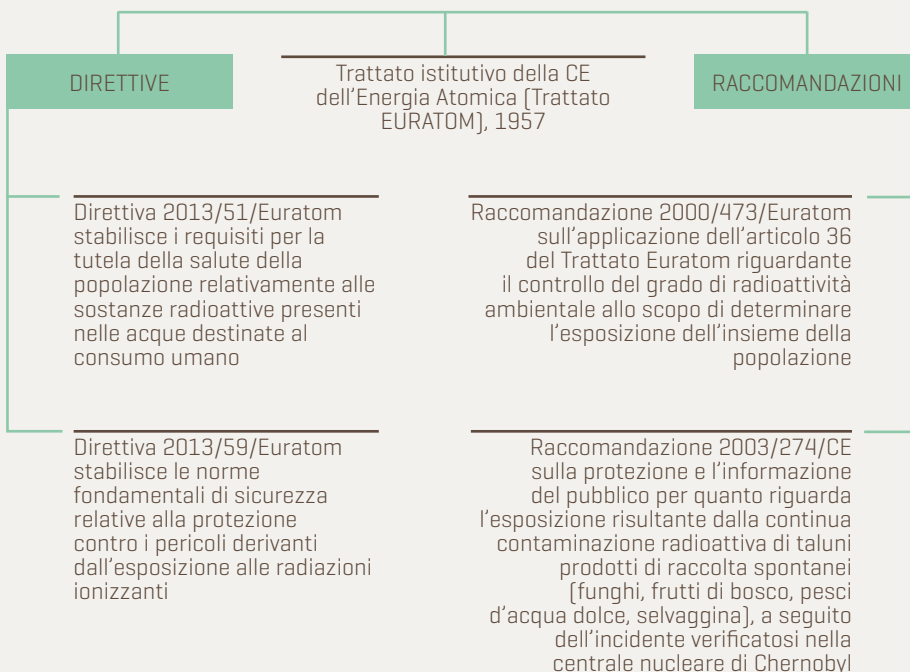 DIRETTIVE
Trattato istitutivo della CE
dell'Energia Atomica (Trattato
EURATOM), 1957
RACCOMANDAZIONI
Direttiva 2013/51/Euratom
stabilisce i requisiti per la
tutela della salute della
popolazione relativamente alle
sostanze radioattive presenti
nelle acque destinate al
consumo umano
Raccomandazione 2000/473/Euratom
sull'applicazione dell'articolo 36
del Trattato Euratom riguardante
il controllo del grado di radioattività
ambientale allo scopo di determinare
l'esposizione dell'insieme della
popolazione
Direttiva 2013/59/Euratom
stabilisce le norme
fondamentali di sicurezza
relative alla protezione
contro i pericoli derivanti
dall'esposizione alle radiazioni
ionizzanti
Raccomandazione 2003/274/CE
sulla protezione e l'informazione
del pubblico per quanto riguarda
l'esposizione risultante dalla continua
contaminazione radioattiva di taluni
prodotti di raccolta spontanei
(funghi, frutti di bosco, pesci
d'acqua dolce, selvaggina), a seguito
dell'incidente verificatosi nella
centrale nucleare di Chernobyl